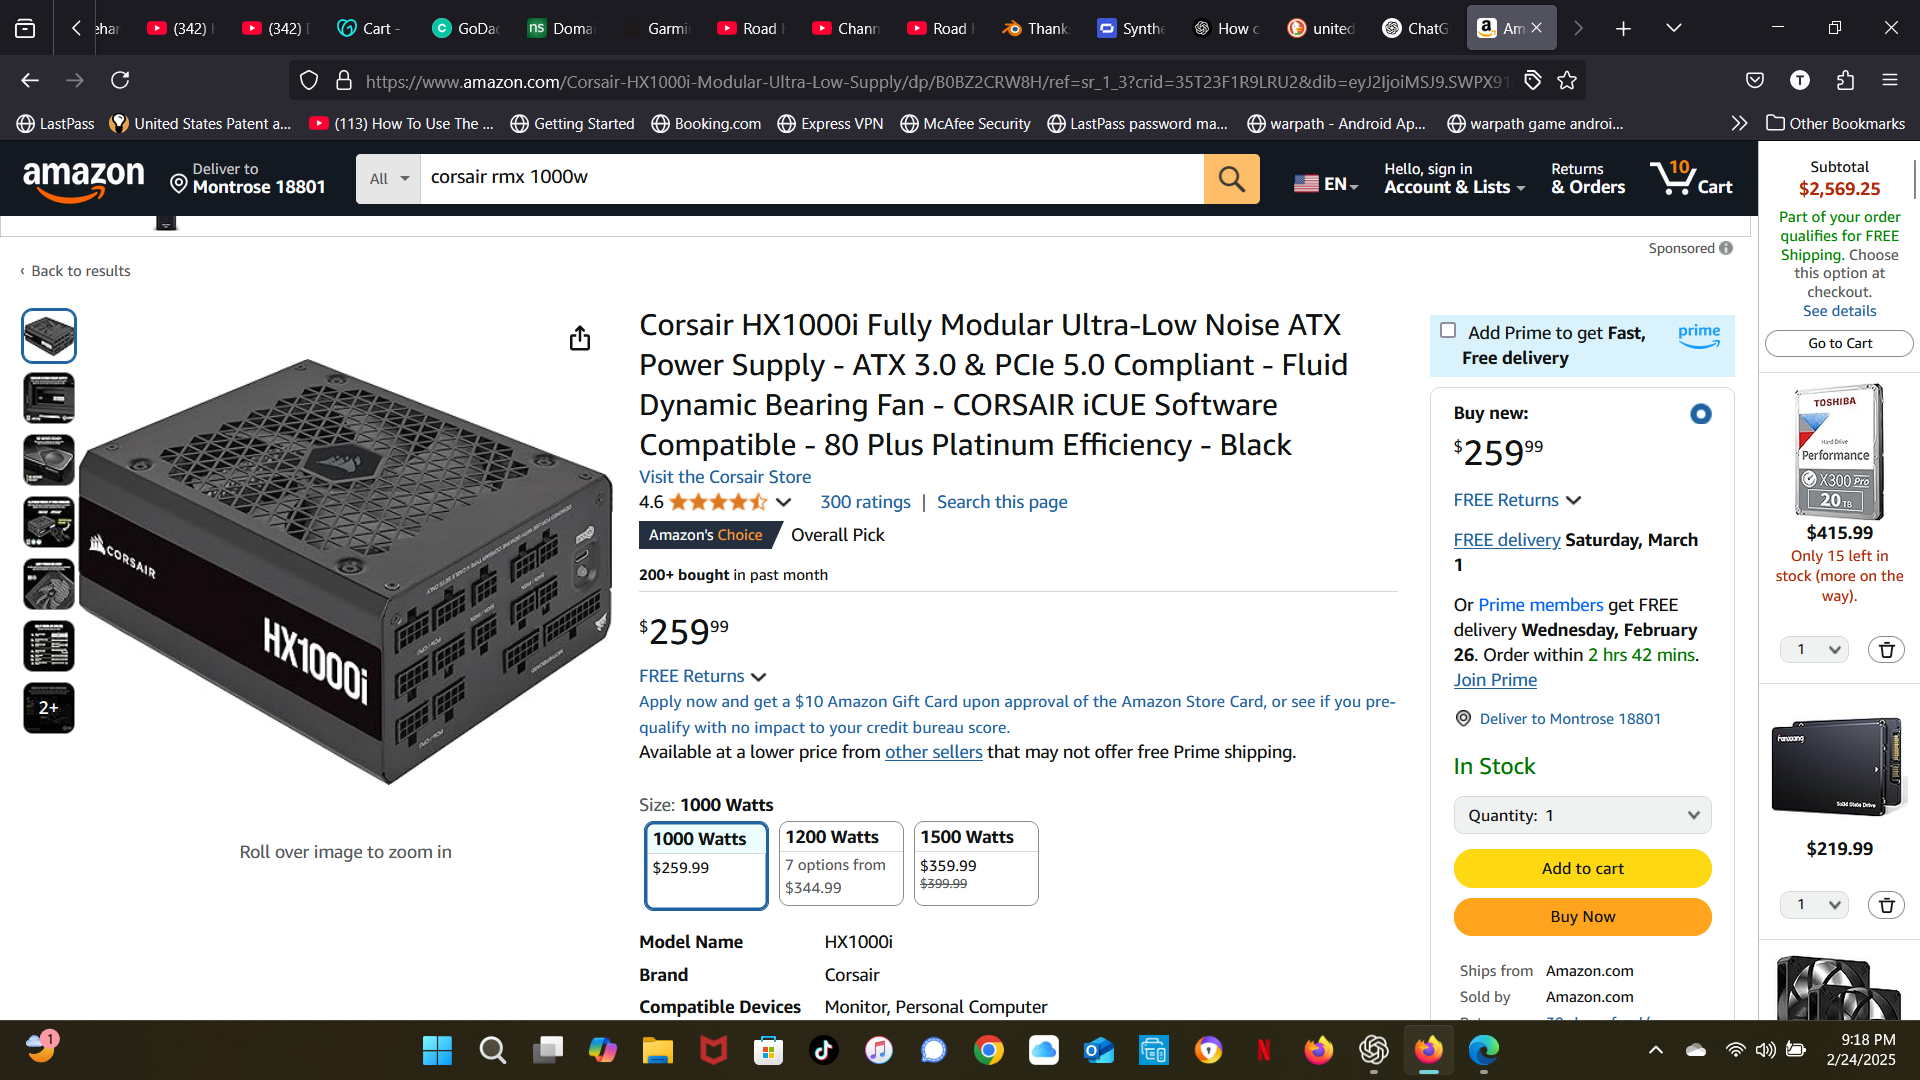 (342)
(342)
Cart -
GoDac
Domai
Garmi
Road
Chann
Road
Thank
Synthe
How c
united
ChatG
Am
https://www.amazon.com/Corsair-HX1000i-Modular-Ultra-Low-Supply/dp/B0BZ2CRW8H/ref=sr_1_3?crid=35T23F1R9LRU2&dib=eyJ2IjoiMSJ9.SWPX91
LastPass
United States Patent a...
(113) How To Use The ...
Getting Started
Booking.com
Express VPN
McAfee Security
LastPass password ma...
warpath - Android Ap...
warpath game androi...
Other Bookmarks
amazon
Deliver to
Montrose 18801
All
corsair rmx 1000w
EN
Hello, sign in
Account & Lists
Returns
& Orders
10
Cart
Subtotal
$2,569.25
Part of your order
qualifies for FREE
Shipping. Choose
this option at
checkout.
See details
Go to Cart
Sponsored
‹ Back to results
Corsair HX1000i Fully Modular Ultra-Low Noise ATX
Power Supply - ATX 3.0 & PCIe 5.0 Compliant - Fluid
Dynamic Bearing Fan - CORSAIR iCUE Software
Compatible - 80 Plus Platinum Efficiency - Black
Visit the Corsair Store
4.6
300 ratings | Search this page
Amazon's Choice Overall Pick
200+ bought in past month
$259 99
FREE Returns
Apply now and get a $10 Amazon Gift Card upon approval of the Amazon Store Card, or see if you pre-
qualify with no impact to your credit bureau score.
Available at a lower price from other sellers that may not offer free Prime shipping.
Size: 1000 Watts
1000 Watts
$259.99
1200 Watts
7 options from
$344.99
1500 Watts
$359.99
$399.99
Model Name HX1000i
Brand Corsair
Compatible Devices Monitor, Personal Computer
CORSAIR
HX1000i
2+
Roll over image to zoom in
Add Prime to get Fast,
Free delivery
prime
Buy new:
$259 99
FREE Returns
FREE delivery Saturday, March
1
Or Prime members get FREE
delivery Wednesday, February
26. Order within 2 hrs 42 mins.
Join Prime
Deliver to Montrose 18801
In Stock
Quantity: 1
Add to cart
Buy Now
Ships from Amazon.com
Sold by Amazon.com
TOSHIBA
Hard Drive
Performance
X300 Pro
20 TB
$415.99
Only 15 left in
stock (more on the
way).
1
fanxiang
Solid State Drive
$219.99
1
1
9:18 PM
2/24/2025